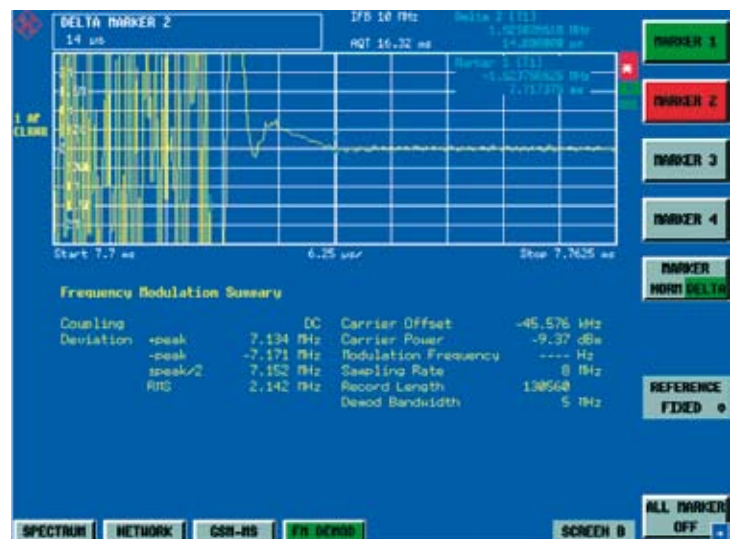 DELTA MARKER 2
14 µs
IFB 10 MHz
AQT 16.32 ms
Delta 2 [T1]
Marker 1 [T1]
1 AF
CLRWR
Start 7.7 ms
6.25 µs/
Stop 7.7625 ms
Frequency Modulation Summary
Coupling DC
Deviation +peak 7.134 MHz
-peak -7.171 MHz
±peak/2 7.152 MHz
RMS 2.142 MHz
Carrier Offset -45.576 kHz
Carrier Power -9.37 dBm
Modulation Frequency ---- Hz
Sampling Rate 8 MHz
Record Length 130560
Demod Bandwidth 5 MHz
MARKER 1
MARKER 2
MARKER 3
MARKER 4
MARKER
NORM DELTA
REFERENCE
FIXED
ALL MARKER
OFF
SPECTRUM
NETWORK
GSM-MS
FM DEMOD
SCREEN B